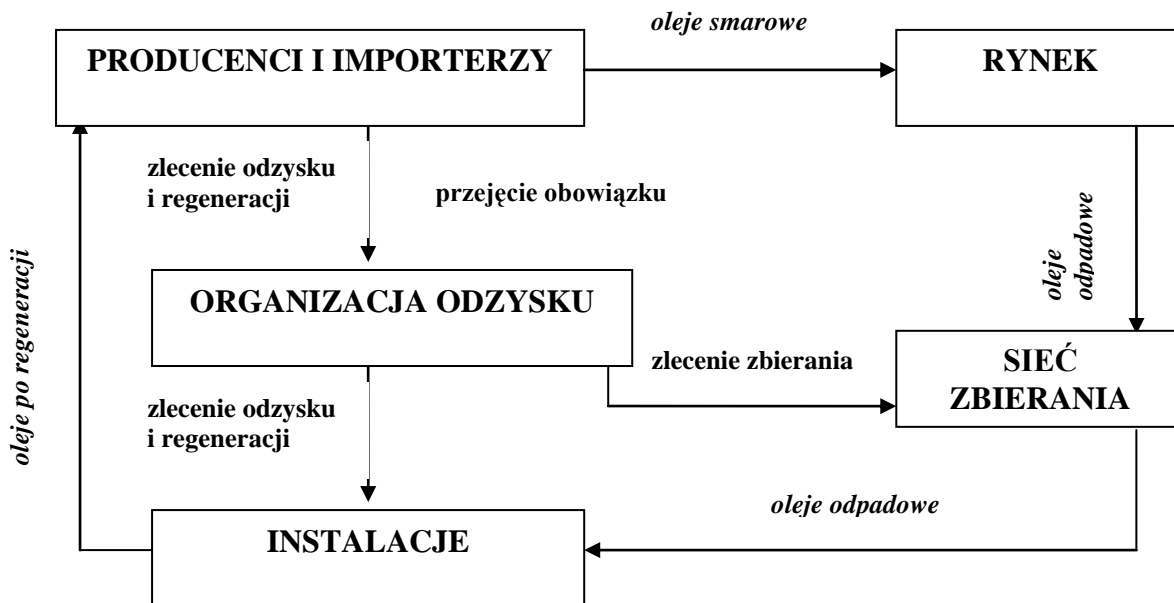 oleje smarowe
PRODUCENCI I IMPORTERZY
RYNEK
zlecenie odzysku
i regeneracji
przejęcie obowiązku
oleje
odpadowe
oleje po regeneracji
ORGANIZACJA ODZYSKU
zlecenie zbierania
SIEĆ
ZBIERANIA
zlecenie odzysku
i regeneracji
oleje odpadowe
INSTALACJE